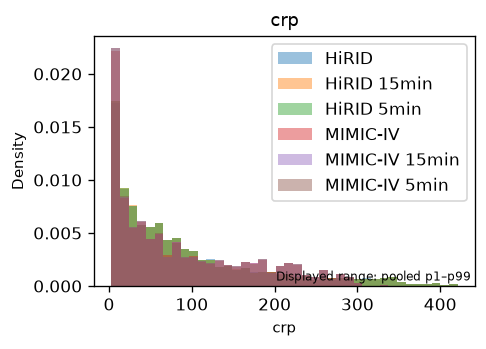 crp
Density
0.020
0.015
0.010
0.005
0.000
HiRID
HiRID 15min
HiRID 5min
MIMIC-IV
MIMIC-IV 15min
MIMIC-IV 5min
Displayed range: pooled p1–p99
0 100 200 300 400
crp